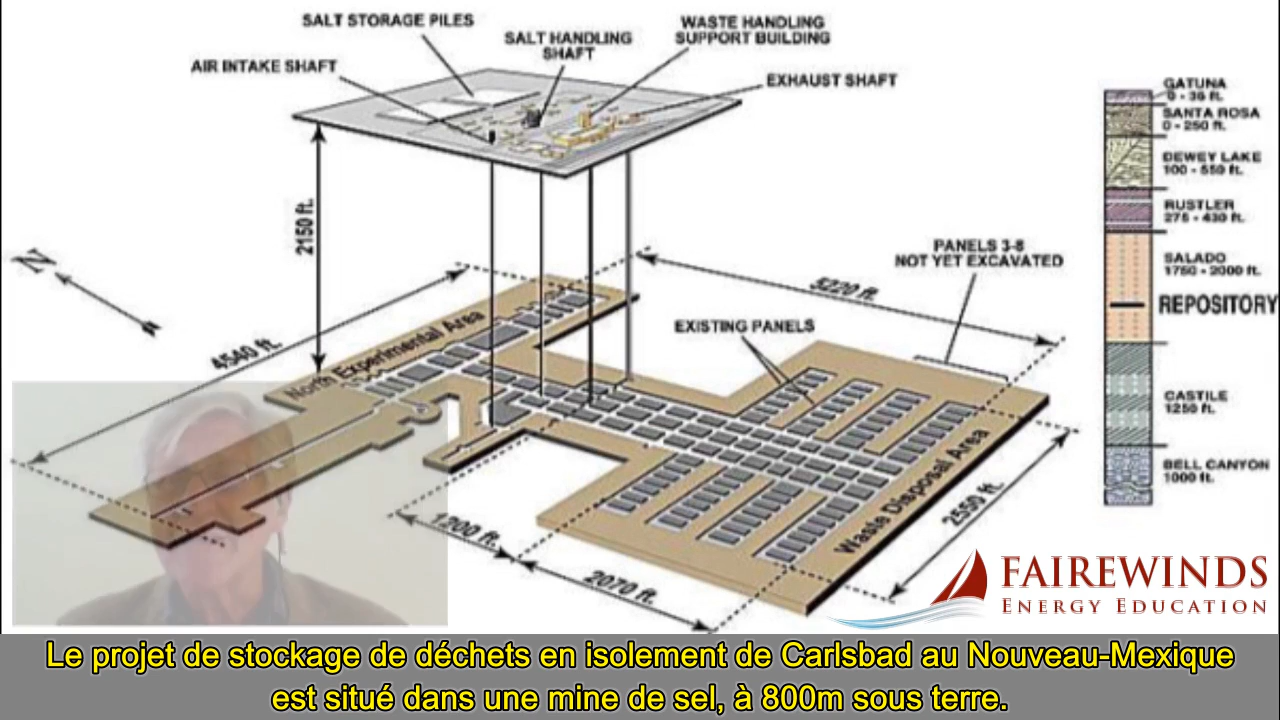 SALT STORAGE PILES
WASTE HANDLING
SUPPORT BUILDING
SALT HANDLING
SHAFT
AIR INTAKE SHAFT
EXHAUST SHAFT
GATUNA
0 - 36 ft.
SANTA ROSA
0 - 250 ft.
DEWEY LAKE
100 - 550 ft.
RUSTLER
275 - 430 ft.
SALADO
1750 - 2000 ft.
REPOSITORY
CASTILE
1250 ft.
BELL CANYON
1000 ft.
2150 ft.
N
PANELS 3-8
NOT YET EXCAVATED
5220 ft.
EXISTING PANELS
4540 ft.
North Experimental Area
Waste Disposal Area
2550 ft.
1200 ft.
2070 ft.
FAIREWINDS
ENERGY EDUCATION
Le projet de stockage de déchets en isolement de Carlsbad au Nouveau-Mexique
est situé dans une mine de sel, à 800m sous terre.